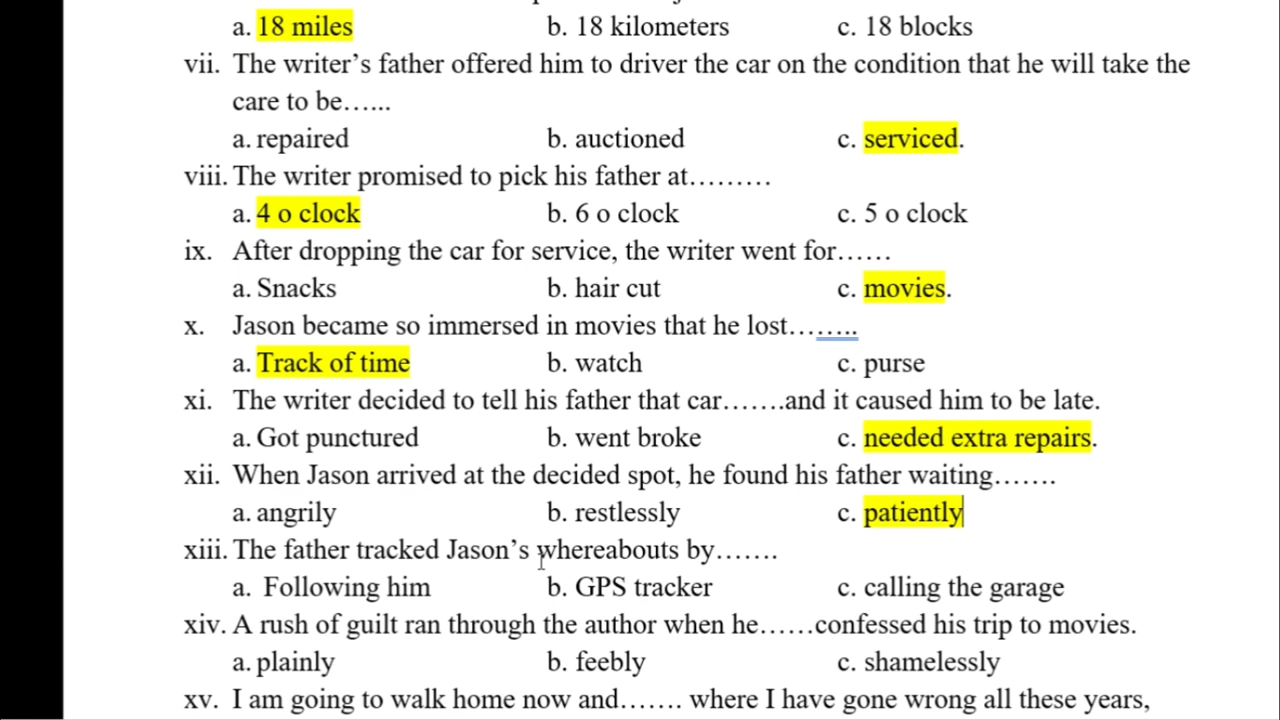 a. 18 miles b. 18 kilometers c. 18 blocks
vii. The writer’s father offered him to driver the car on the condition that he will take the
care to be…...
a. repaired b. auctioned c. serviced.
viii. The writer promised to pick his father at………
a. 4 o clock b. 6 o clock c. 5 o clock
ix. After dropping the car for service, the writer went for……
a. Snacks b. hair cut c. movies.
x. Jason became so immersed in movies that he lost……..
a. Track of time b. watch c. purse
xi. The writer decided to tell his father that car…….and it caused him to be late.
a. Got punctured b. went broke c. needed extra repairs.
xii. When Jason arrived at the decided spot, he found his father waiting…….
a. angrily b. restlessly c. patiently
xiii. The father tracked Jason’s whereabouts by…….
a. Following him b. GPS tracker c. calling the garage
xiv. A rush of guilt ran through the author when he……confessed his trip to movies.
a. plainly b. feebly c. shamelessly
xv. I am going to walk home now and……. where I have gone wrong all these years,